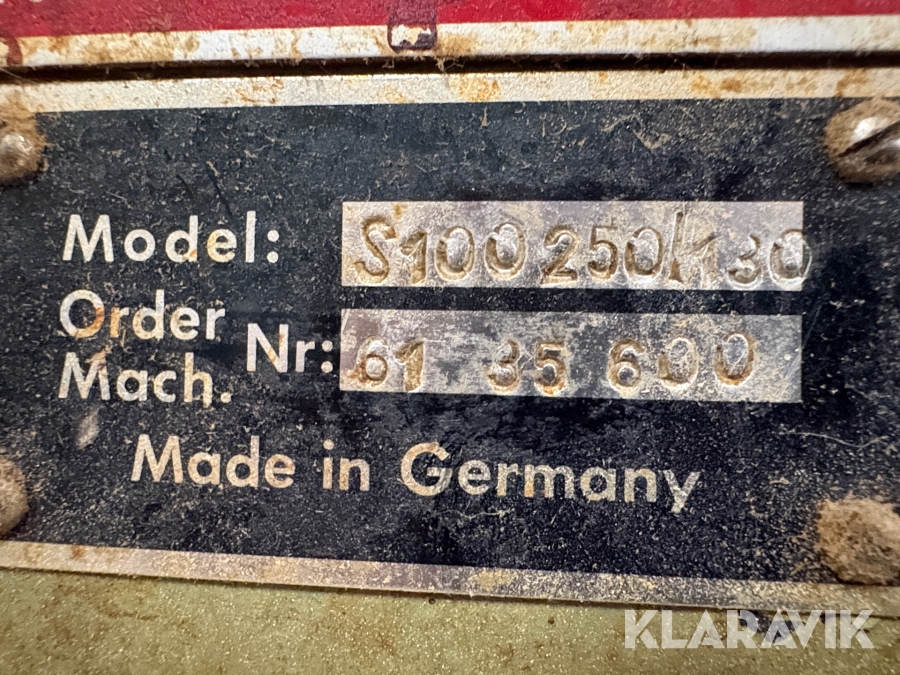 Model: S100 250/130
Order
Mach. Nr: 61 35 600
Made in Germany
KLARAVIK